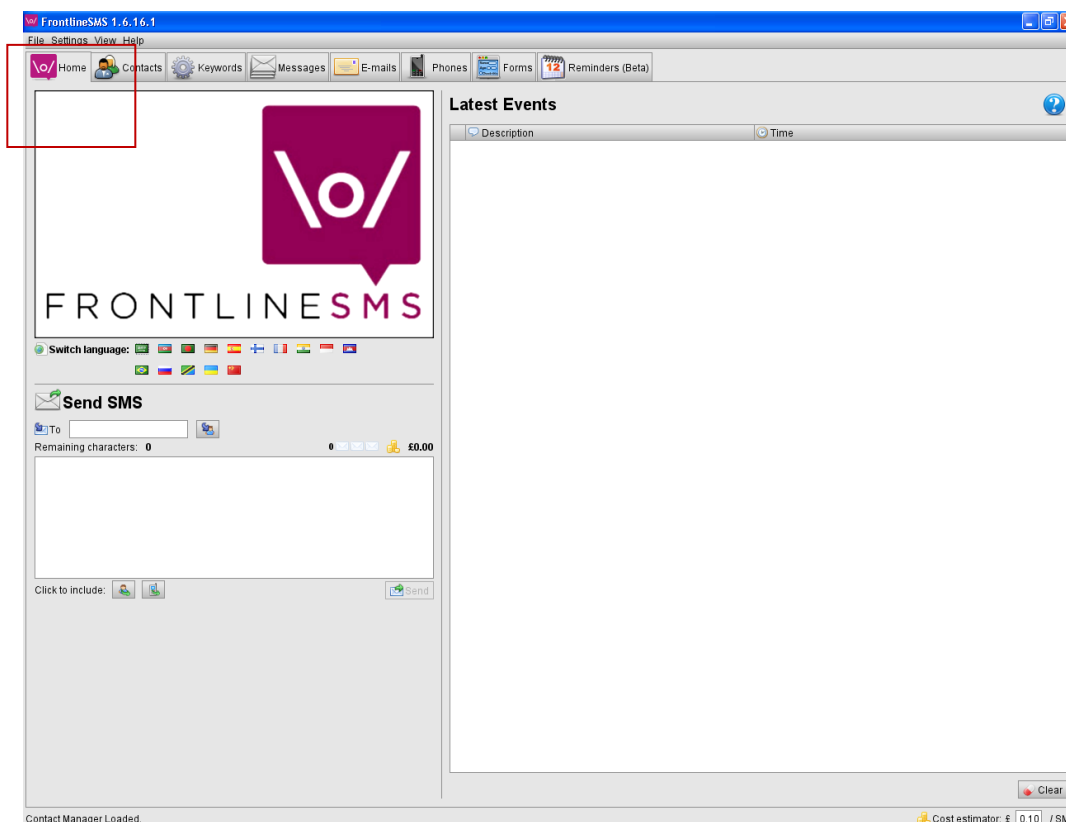 FrontlineSMS 1.6.16.1
File Settings View Help
\o/ Home Contacts Keywords Messages E-mails Phones Forms 12 Reminders (Beta)
Latest Events
?
Description Time
\o/
FRONTLINESMS
Switch language:
Send SMS
To
Remaining characters: 0 0 £0.00
Click to include: Send
Clear
Contact Manager Loaded. Cost estimator: £ 0.10 / SM